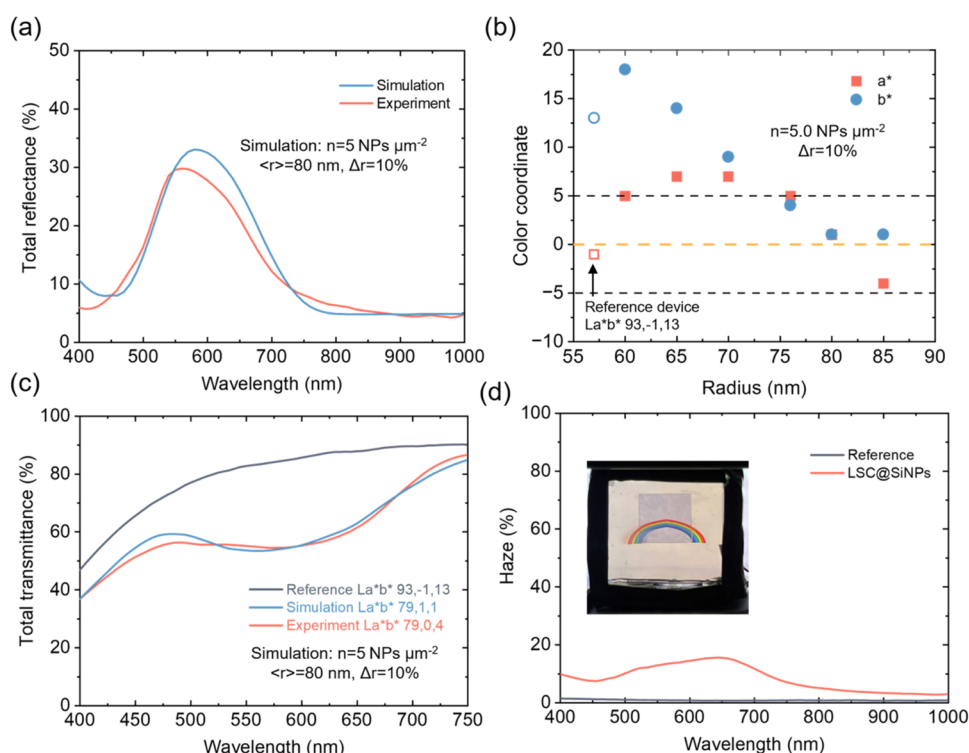 (a)
Total reflectance (%)
50
40
30
20
10
0
Simulation
Experiment
Simulation: n=5 NPs μm-2
<r>=80 nm, Δr=10%
400 500 600 700 800 900 1000
Wavelength (nm)
(b)
Color coordinate
20
15
10
5
0
−5
−10
a*
b*
n=5.0 NPs μm-2
Δr=10%
Reference device
La*b* 93,-1,13
55 60 65 70 75 80 85 90
Radius (nm)
(c)
Total transmittance (%)
100
80
60
40
20
0
Reference La*b* 93,-1,13
Simulation La*b* 79,1,1
Experiment La*b* 79,0,4
Simulation: n=5 NPs μm-2
<r>=80 nm, Δr=10%
400 450 500 550 600 650 700 750
Wavelength (nm)
(d)
Haze (%)
100
80
60
40
20
0
Reference
LSC@SiNPs
400 500 600 700 800 900 1000
Wavelength (nm)